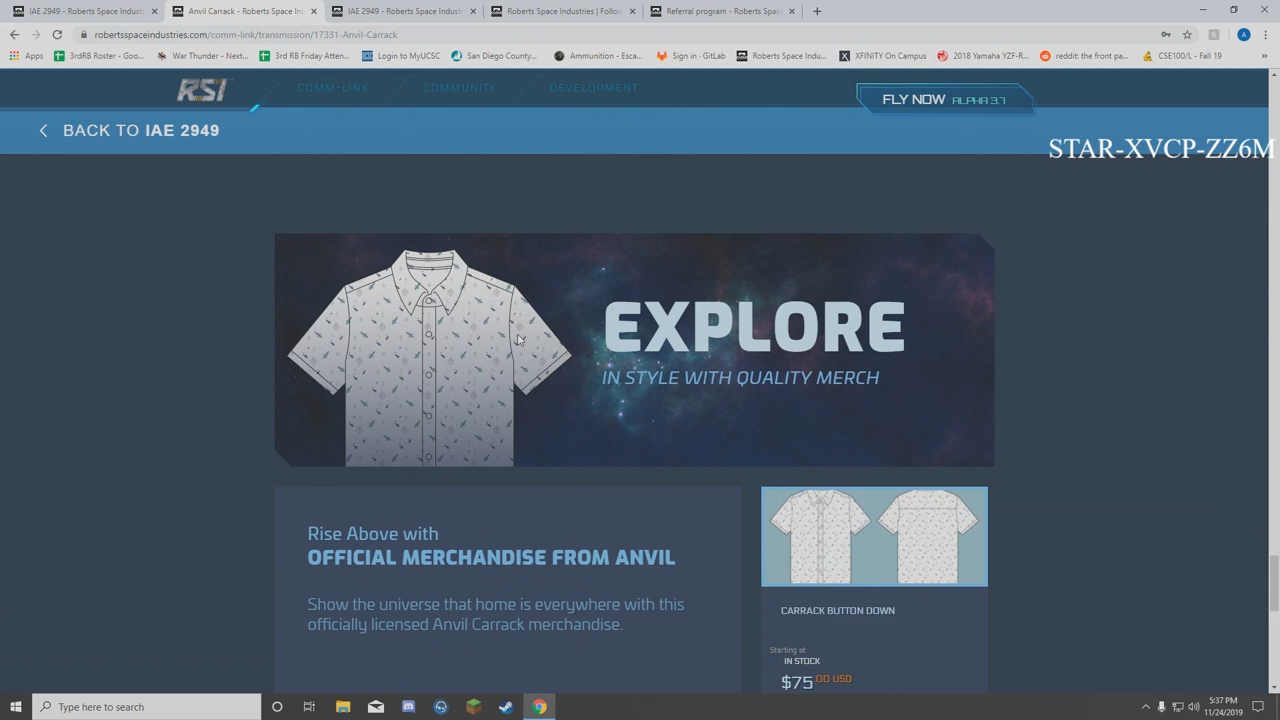 IAE 2949 - Roberts Space Industries
Anvil Carrack - Roberts Space Ind
IAE 2949 - Roberts Space Industri
Roberts Space Industries | Follow
Referral program - Roberts Space
robertsspaceindustries.com/comm-link/transmission/17331-Anvil-Carrack
A
Apps
3rdRB Roster - Goo...
War Thunder - Next...
3rd RB Friday Atten...
Login to MyUCSC
San Diego County...
Ammunition - Esca...
Sign in · GitLab
Roberts Space Indu...
XFINITY On Campus
2018 Yamaha YZF-R...
reddit: the front pa...
CSE100/L - Fall 19
RSI
COMM-LINK
COMMUNITY
DEVELOPMENT
FLY NOW ALPHA 3.7
BACK TO IAE 2949
STAR-XVCP-ZZ6M
EXPLORE
IN STYLE WITH QUALITY MERCH
Rise Above with
OFFICIAL MERCHANDISE FROM ANVIL
Show the universe that home is everywhere with this
officially licensed Anvil Carrack merchandise.
CARRACK BUTTON DOWN
Starting at:
IN STOCK
$75.00 USD
Type here to search
5:37 PM
11/24/2019